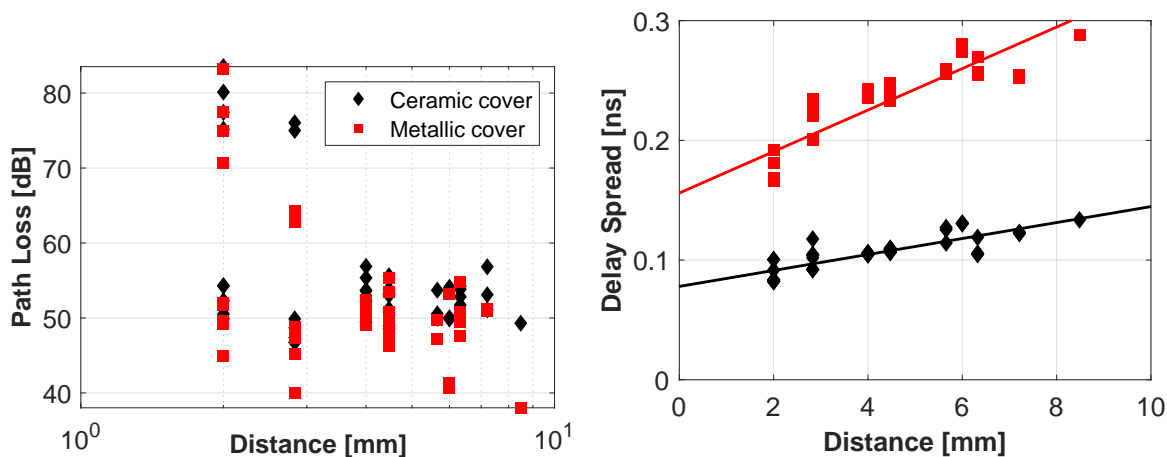 80
70
60
50
40
Path Loss [dB]
Ceramic cover
Metallic cover
10^0
10^1
Distance [mm]
0.3
0.2
0.1
0
Delay Spread [ns]
0
2
4
6
8
10
Distance [mm]